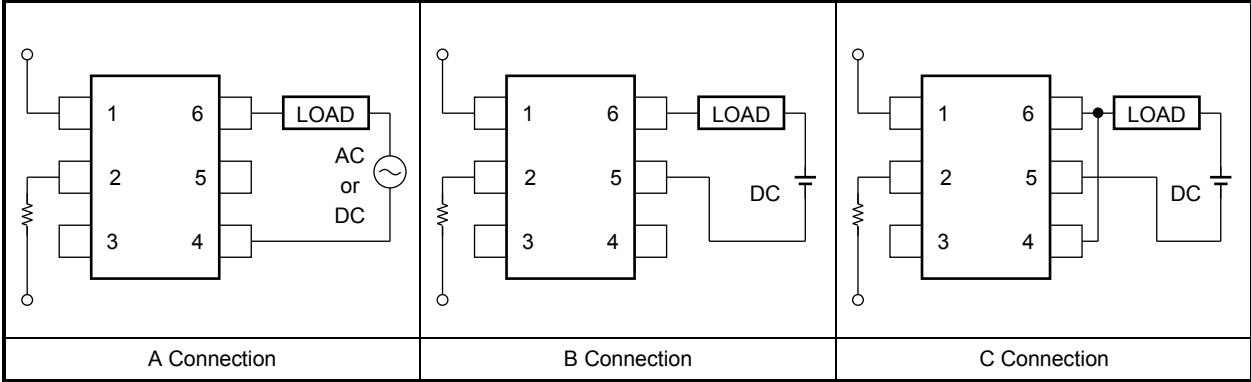 1 6 LOAD
2 5 AC
or
DC
3 4
A Connection
1 6 LOAD
2 5 DC
3 4
B Connection
1 6 LOAD
2 5 DC
3 4
C Connection